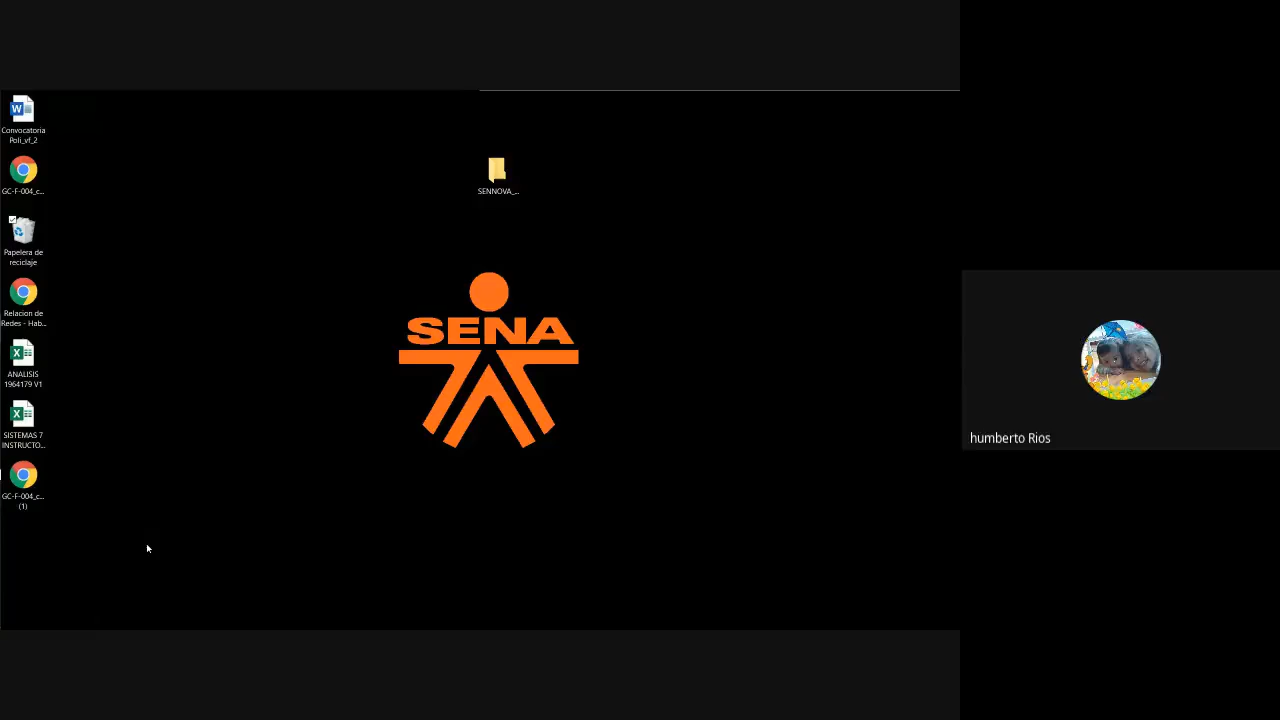 Convocatoria
Poli_vf_2
GC-F-004_c...
Papelera de
reciclaje
Relacion de
Redes - Hab...
ANALISIS
1964179 V1
SISTEMAS 7
INSTRUCTO...
GC-F-004_c...
(1)
SENNOVA_...
SENA
humberto Rios